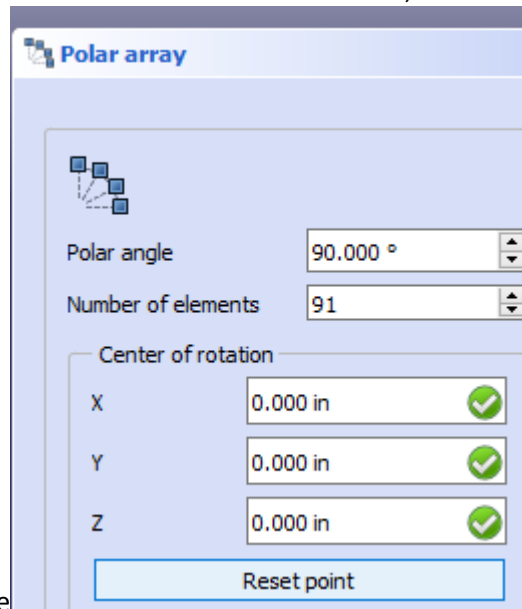 Polar array
Polar angle 90.000 °
Number of elements 91
Center of rotation
X 0.000 in
Y 0.000 in
Z 0.000 in
Reset point
e